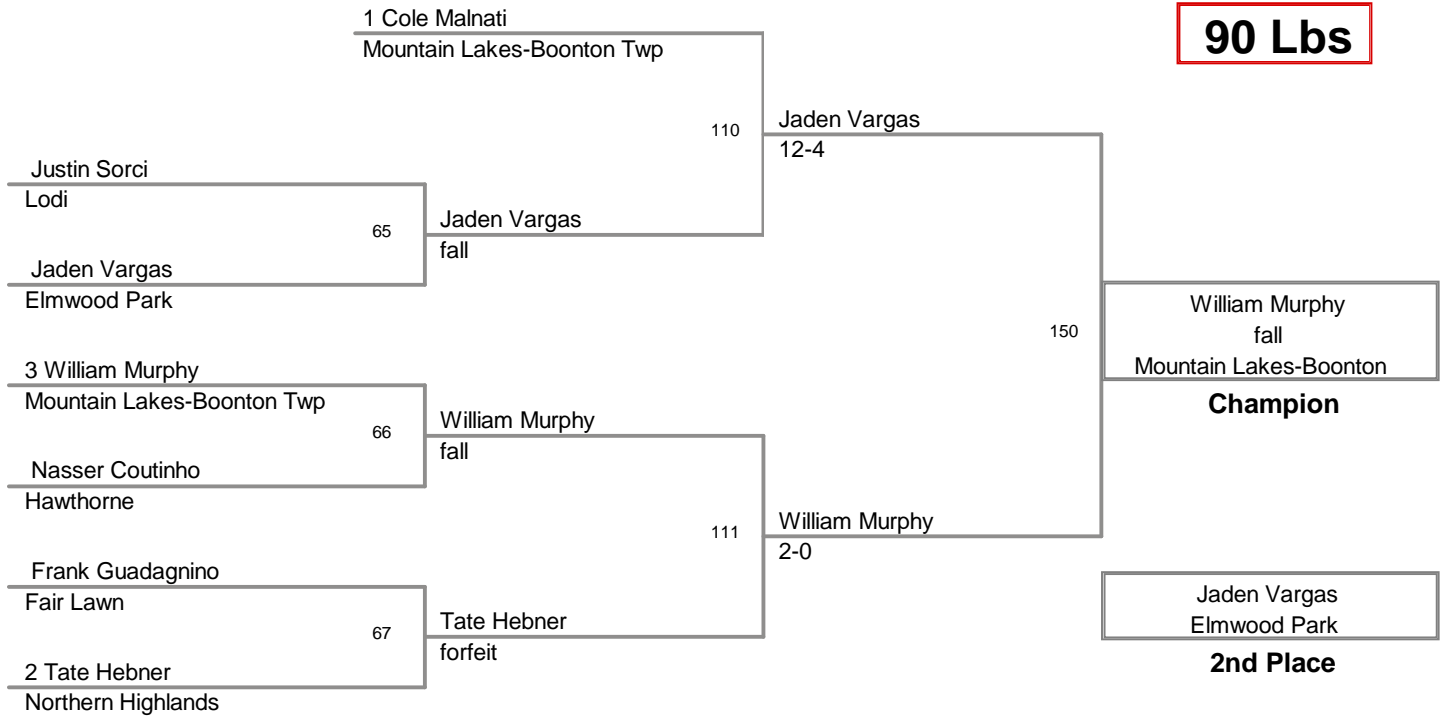 1 Cole Malnati
Mountain Lakes-Boonton Twp
90 Lbs
110
Jaden Vargas
12-4
Justin Sorci
Lodi
65
Jaden Vargas
fall
Jaden Vargas
Elmwood Park
150
William Murphy
fall
Mountain Lakes-Boonton
Champion
3 William Murphy
Mountain Lakes-Boonton Twp
66
William Murphy
fall
Nasser Coutinho
Hawthorne
111
William Murphy
2-0
Frank Guadagnino
Fair Lawn
67
Tate Hebner
forfeit
Jaden Vargas
Elmwood Park
2nd Place
2 Tate Hebner
Northern Highlands